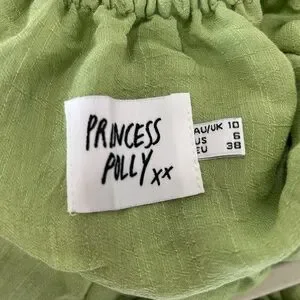 PRINCESS
POLLY xx
AU/UK 10
US 6
EU 38